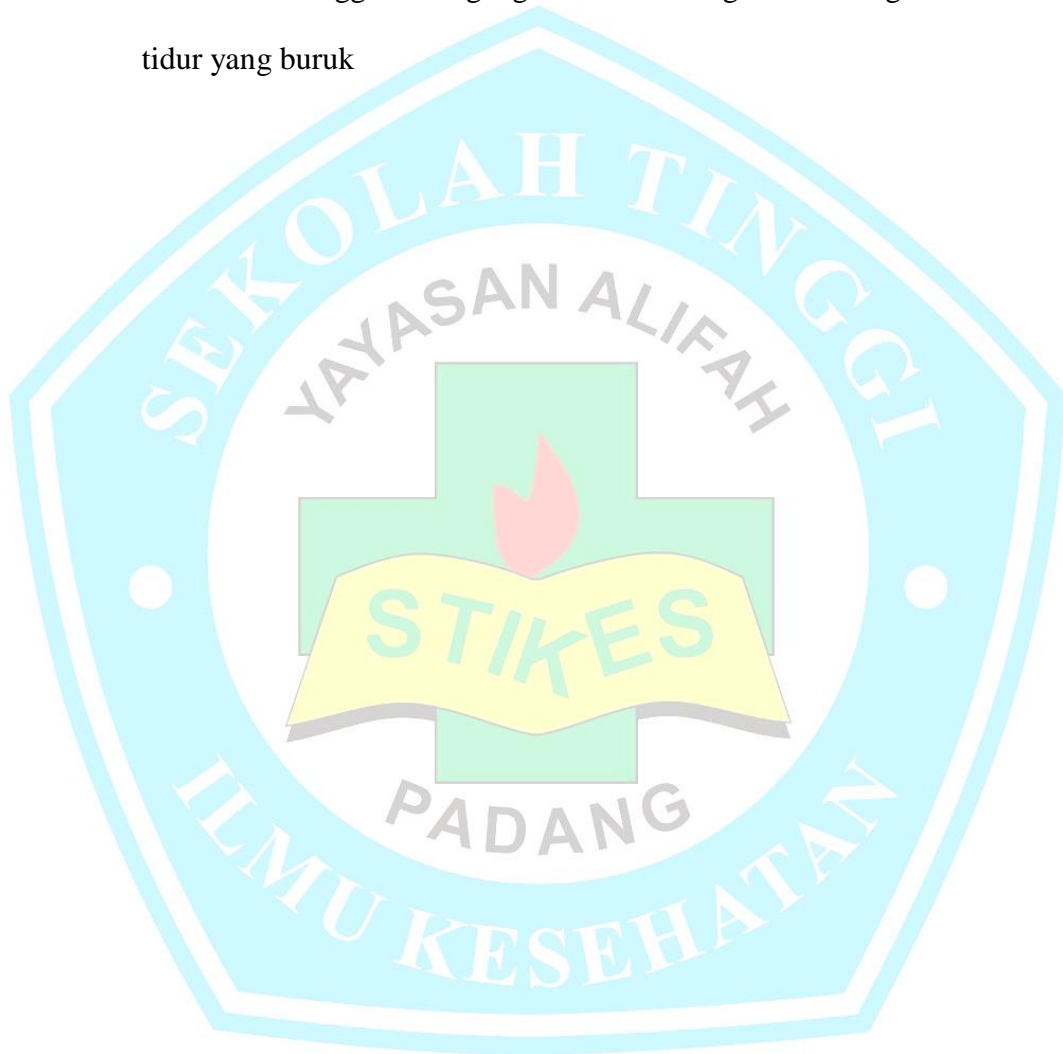 tidur yang buruk
SEKOLAH TINGGI
YAYASAN ALIFAH
STIKES
PADANG
ILMU KESEHATAN